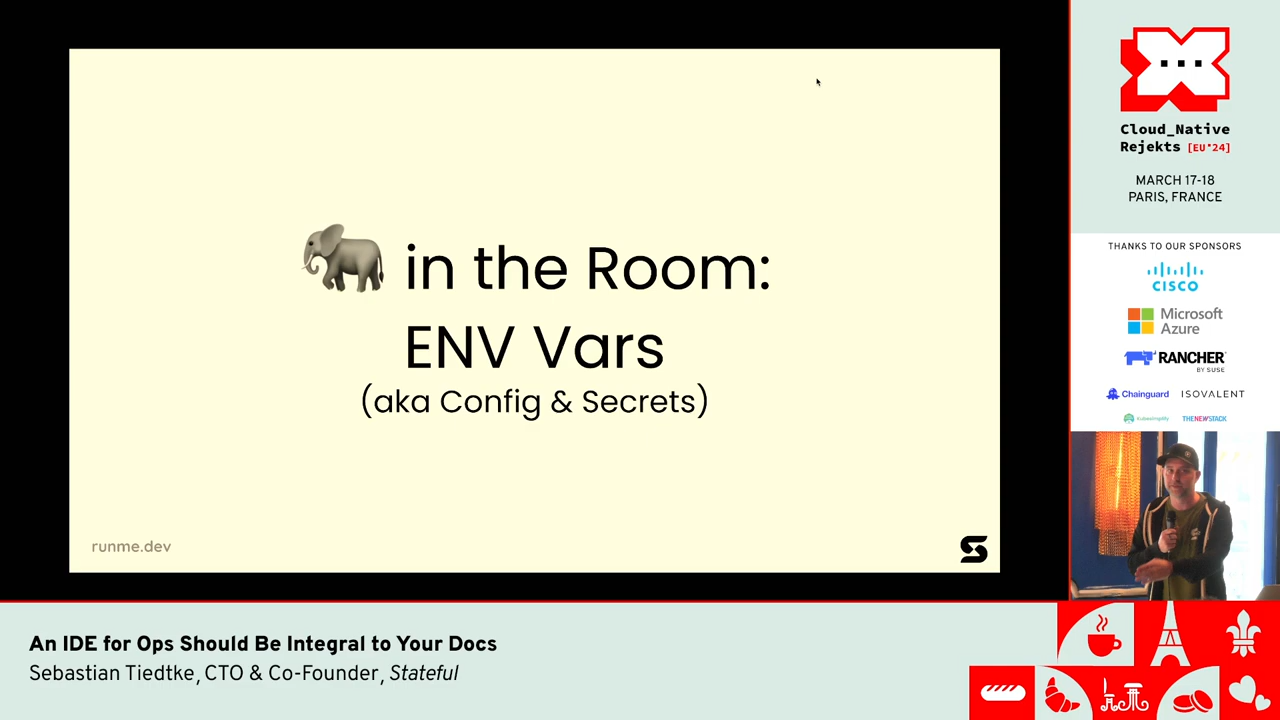 in the Room:
ENV Vars
(aka Config & Secrets)
runme.dev
Cloud_Native
Rejekts [EU'24]
MARCH 17-18
PARIS, FRANCE
THANKS TO OUR SPONSORS
CISCO
Microsoft
Azure
RANCHER
BY SUSE
Chainguard
ISOVALENT
kubesimplify
THENEWSTACK
An IDE for Ops Should Be Integral to Your Docs
Sebastian Tiedtke, CTO & Co-Founder, Stateful